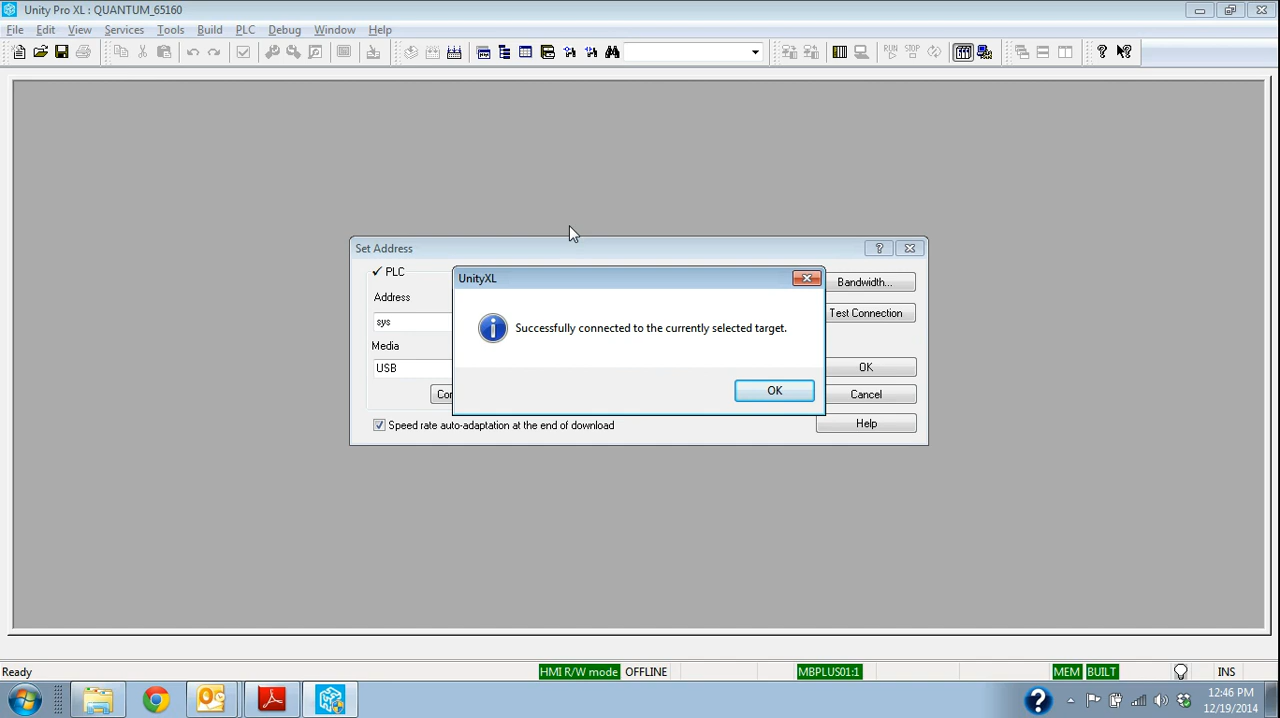 Unity Pro XL : QUANTUM_65160
File Edit View Services Tools Build PLC Debug Window Help
RUN STOP
Set Address
PLC
Address
sys
Media
USB
Speed rate auto-adaptation at the end of download
Bandwidth...
Test Connection
OK
Cancel
Help
UnityXL
Successfully connected to the currently selected target.
OK
Ready HMI R/W mode OFFLINE MBPLUS01:1 MEM BUILT INS
12:46 PM
12/19/2014